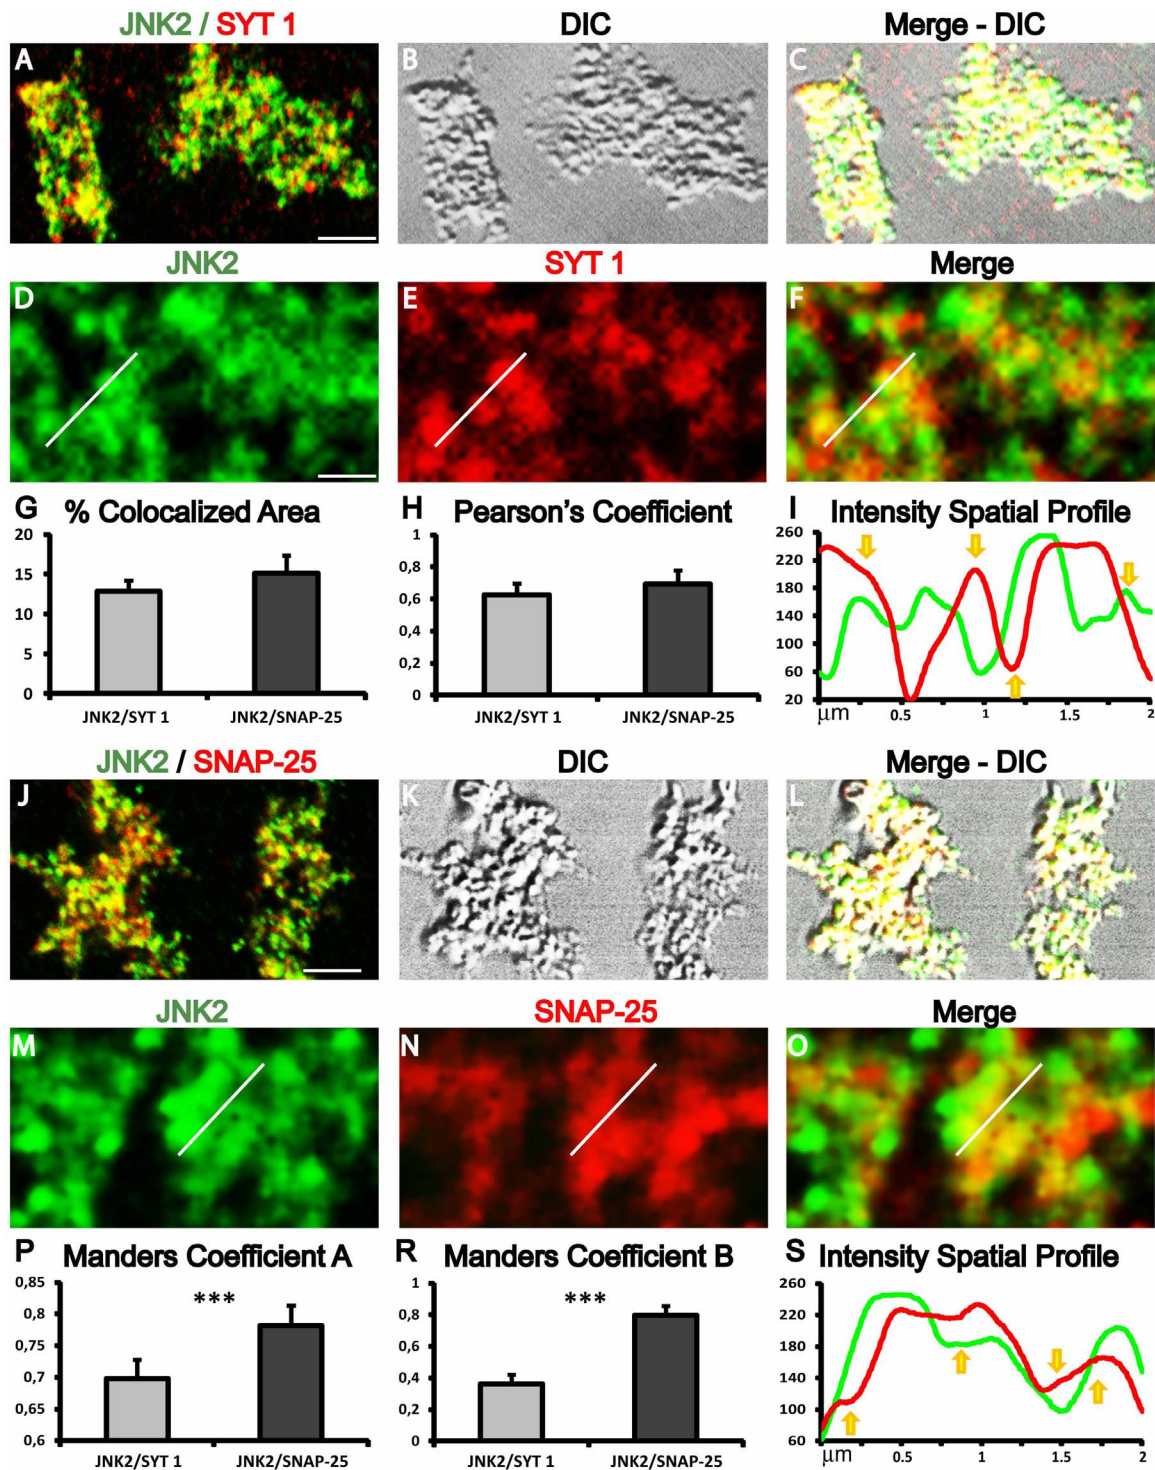 JNK2 / SYT 1
DIC
Merge - DIC
A
B
C
JNK2
SYT 1
Merge
D
E
F
G % Colocalized Area
H Pearson's Coefficient
I Intensity Spatial Profile
20
15
10
5
0
JNK2/SYT 1
JNK2/SNAP-25
1
0,8
0,6
0,4
0,2
0
JNK2/SYT 1
JNK2/SNAP-25
260
220
180
140
100
60
20
μm
0.5
1
1.5
2
JNK2 / SNAP-25
DIC
Merge - DIC
J
K
L
JNK2
SNAP-25
Merge
M
N
O
P Manders Coefficient A
R Manders Coefficient B
S Intensity Spatial Profile
0,85
0,8
0,75
0,7
0,65
0,6
***
JNK2/SYT 1
JNK2/SNAP-25
1
0,8
0,6
0,4
0,2
0
***
JNK2/SYT 1
JNK2/SNAP-25
260
220
180
140
100
60
μm
0.5
1
1.5
2